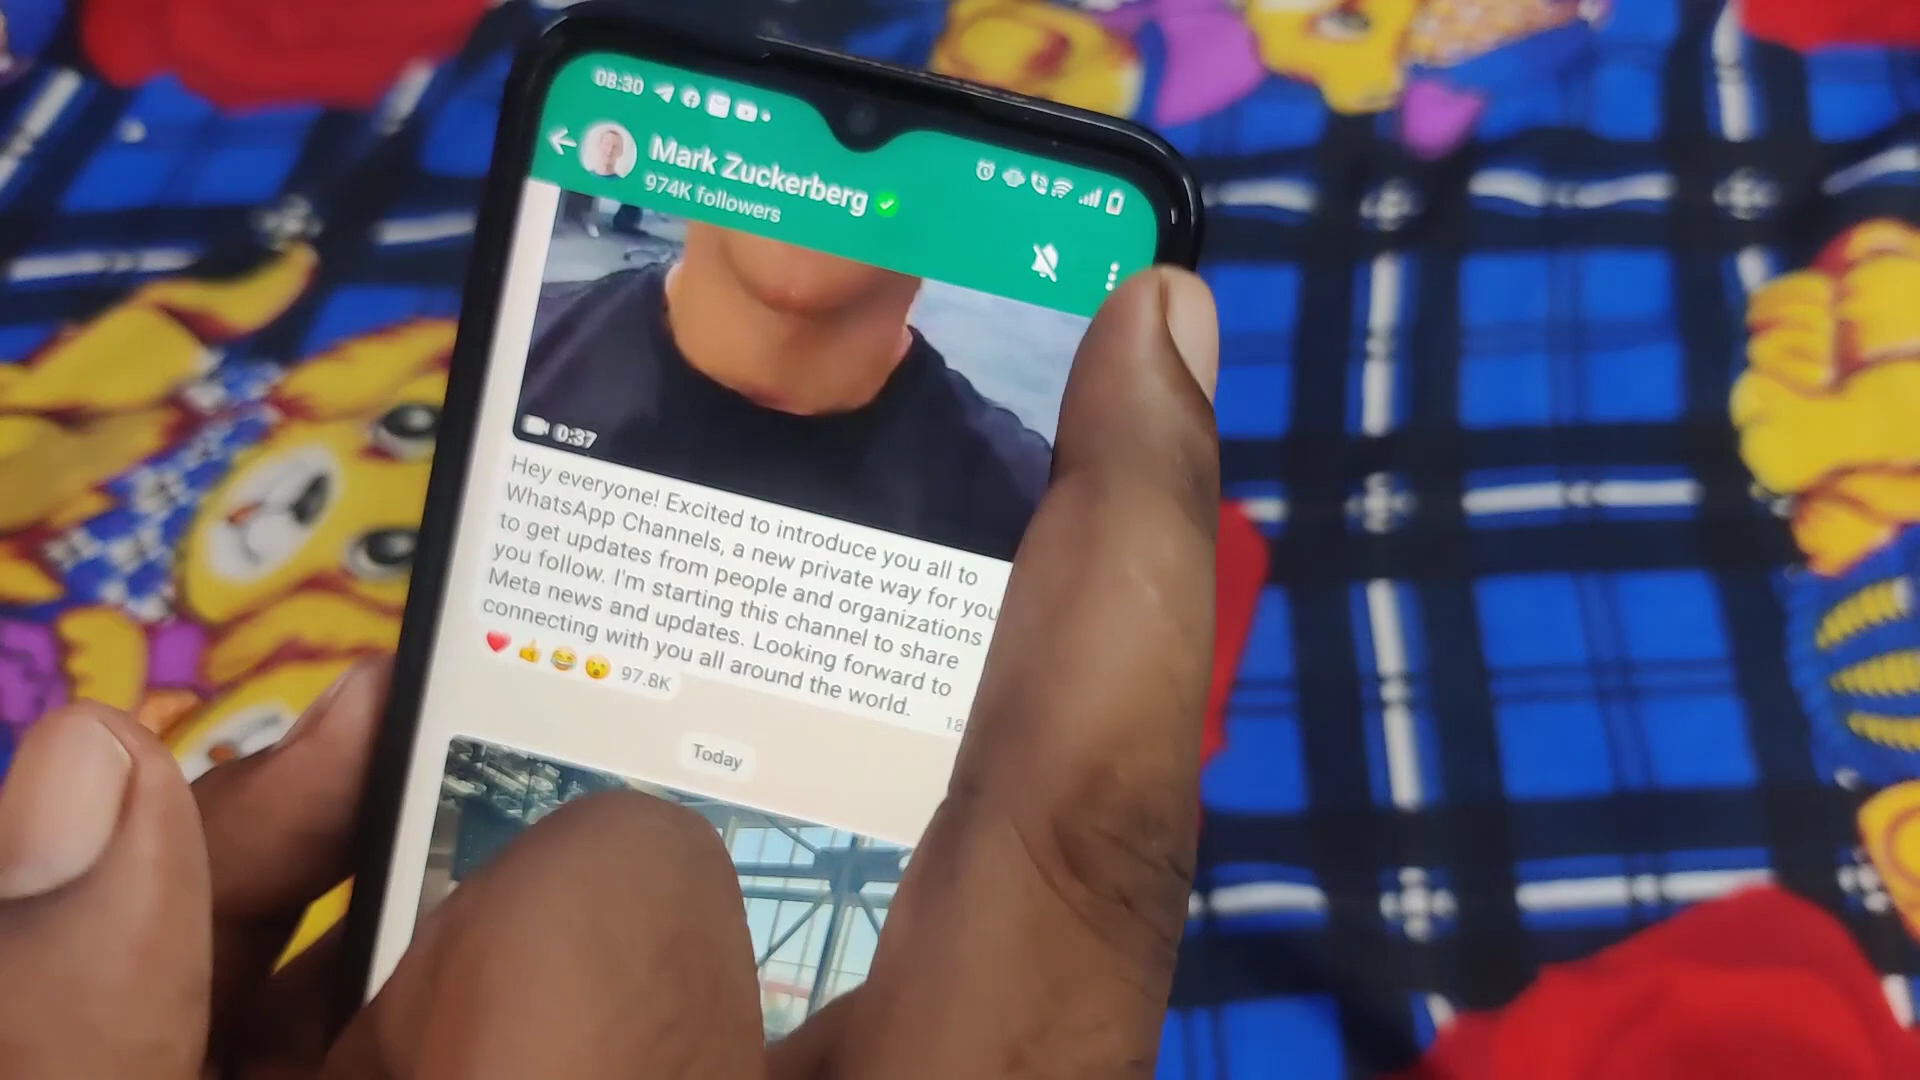 08:30
Mark Zuckerberg
974K followers
0:37
Hey everyone! Excited to introduce you all to
WhatsApp Channels, a new private way for you
to get updates from people and organizations
you follow. I'm starting this channel to share
Meta news and updates. Looking forward to
connecting with you all around the world.
97.8K
Today